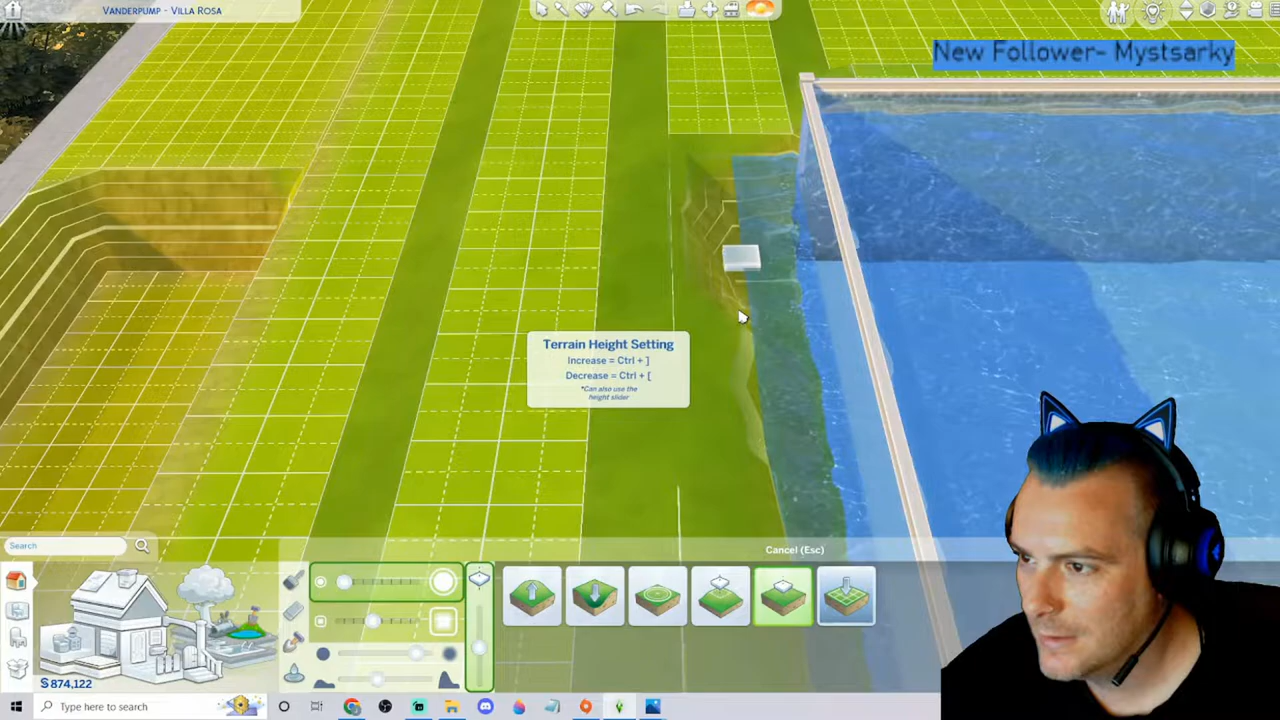 VANDERPUMP - VILLA ROSA
New Follower- Mystsarky
Terrain Height Setting
Increase = Ctrl + ]
Decrease = Ctrl + [
*Can also use the
height slider
Cancel (Esc)
Search
§874,122
Type here to search